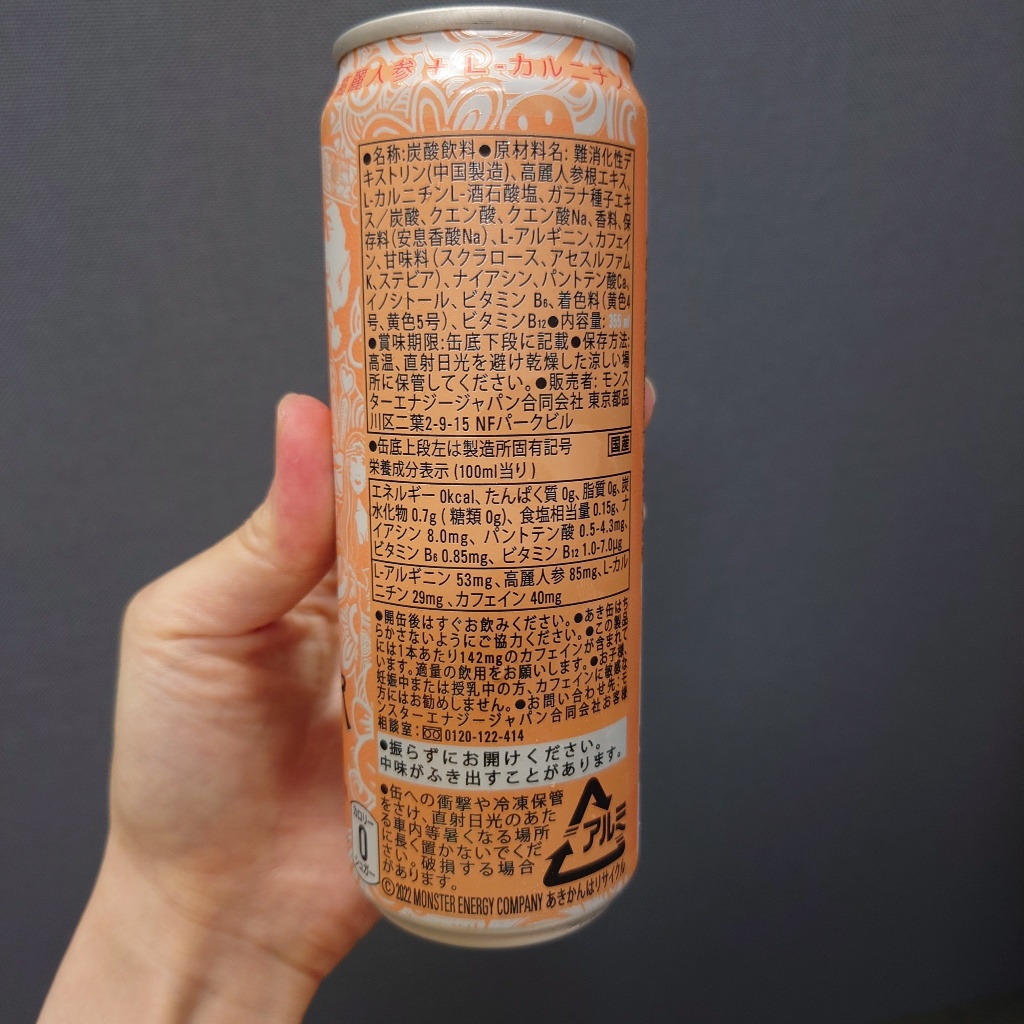 高麗人参 + L-カルニチン
●名称:炭酸飲料●原材料名: 難消化性デ
キストリン(中国製造)、高麗人参根エキス、
L-カルニチンL-酒石酸塩、ガラナ種子エキ
ス/炭酸、クエン酸、クエン酸Na、香料、保
存料(安息香酸Na)、L-アルギニン、カフェイ
ン、甘味料(スクラロース、アセスルファム
K、ステビア)、ナイアシン、パントテン酸Ca、
イノシトール、ビタミン B6、着色料(黄色4
号、黄色5号)、ビタミンB12●内容量: 355 ml
●賞味期限:缶底下段に記載●保存方法:
高温、直射日光を避け乾燥した涼しい場
所に保管してください。●販売者: モンス
ターエナジージャパン合同会社 東京都品
川区二葉2-9-15 NFパークビル
●缶底上段左は製造所固有記号 国産
栄養成分表示 (100ml当り)
エネルギー 0kcal、たんぱく質 0g、脂質 0g、炭
水化物 0.7g ( 糖類 0g)、食塩相当量 0.15g、ナ
イアシン 8.0mg、パントテン酸 0.5-4.3mg、
ビタミン B6 0.85mg、ビタミン B12 1.0-7.0μg
L-アルギニン 53mg、高麗人参 85mg、L-カル
ニチン 29mg、カフェイン 40mg
●開缶後はすぐお飲みください。●あき缶はち
らかさないようにご協力ください。●この製品
には1本あたり142mgのカフェインが含まれて
います。適量の飲用をお願いします。●お子様、
妊娠中または授乳中の方、カフェインに敏感な
方にはお勧めしません。●お問い合わせ先:モ
ンスターエナジージャパン合同会社お客様
相談室: 0120-122-414
●振らずにお開けください。
中味がふき出すことがあります。
●缶への衝撃や冷凍保管
をさけ、直射日光のあた
る車内等暑くなる場所
に長く置かないでくだ
さい。破損する場合
があります。
アルミ
あきかんはリサイクル
©2022 MONSTER ENERGY COMPANY
カロリー
0
シュガー